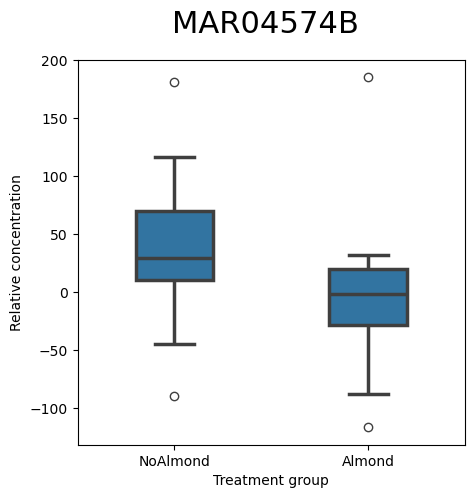 MAR04574B
200
150
100
50
0
−50
−100
Relative concentration
NoAlmond
Almond
Treatment group